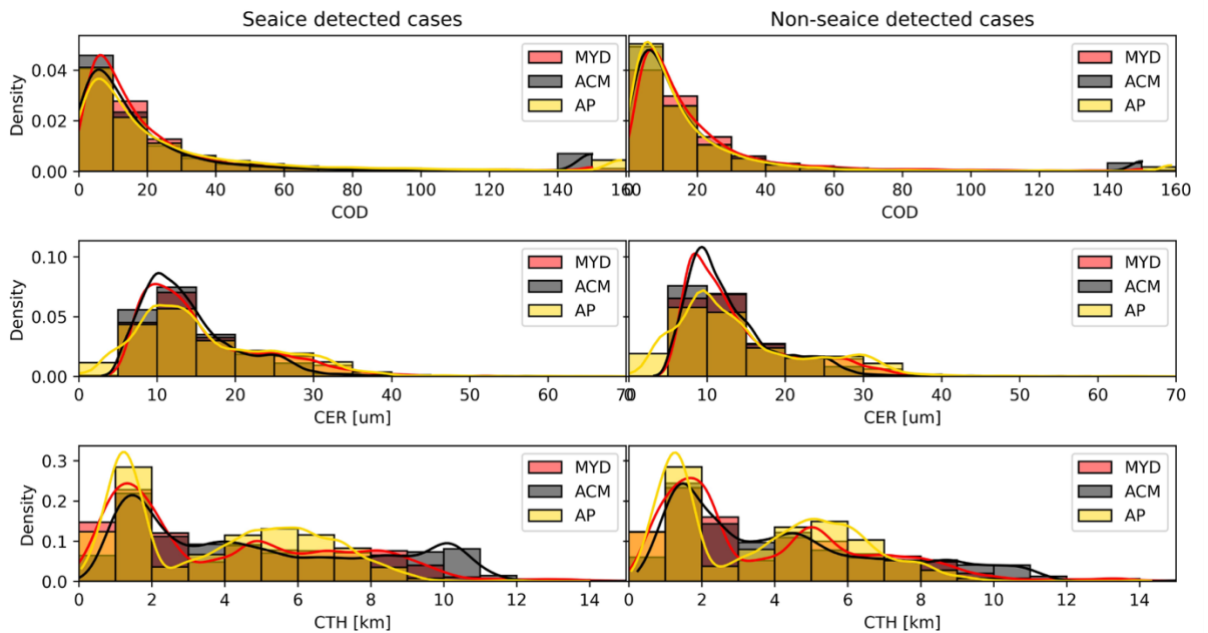 Seaice detected cases
Non-seaice detected cases
Density
0.04
0.02
0.00
MYD
ACM
AP
MYD
ACM
AP
0 20 40 60 80 100 120 140 160
0 20 40 60 80 100 120 140 160
COD
COD
Density
0.10
0.05
0.00
MYD
ACM
AP
MYD
ACM
AP
0 10 20 30 40 50 60 70
0 10 20 30 40 50 60 70
CER [um]
CER [um]
Density
0.3
0.2
0.1
0.0
MYD
ACM
AP
MYD
ACM
AP
0 2 4 6 8 10 12 14
0 2 4 6 8 10 12 14
CTH [km]
CTH [km]